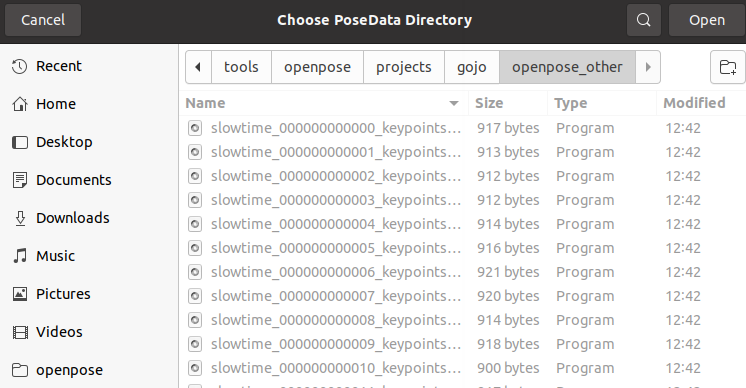 Cancel Choose PoseData Directory Open
Recent
Home
Desktop
Documents
Downloads
Music
Pictures
Videos
openpose
tools openpose projects gojo openpose_other
Name Size Type Modified
slowtime_000000000000_keypoints... 917 bytes Program 12:42
slowtime_000000000001_keypoints... 913 bytes Program 12:42
slowtime_000000000002_keypoints... 912 bytes Program 12:42
slowtime_000000000003_keypoints... 912 bytes Program 12:42
slowtime_000000000004_keypoints... 914 bytes Program 12:42
slowtime_000000000005_keypoints... 916 bytes Program 12:42
slowtime_000000000006_keypoints... 921 bytes Program 12:42
slowtime_000000000007_keypoints... 920 bytes Program 12:42
slowtime_000000000008_keypoints... 914 bytes Program 12:42
slowtime_000000000009_keypoints... 918 bytes Program 12:42
slowtime_000000000010_keypoints... 900 bytes Program 12:42